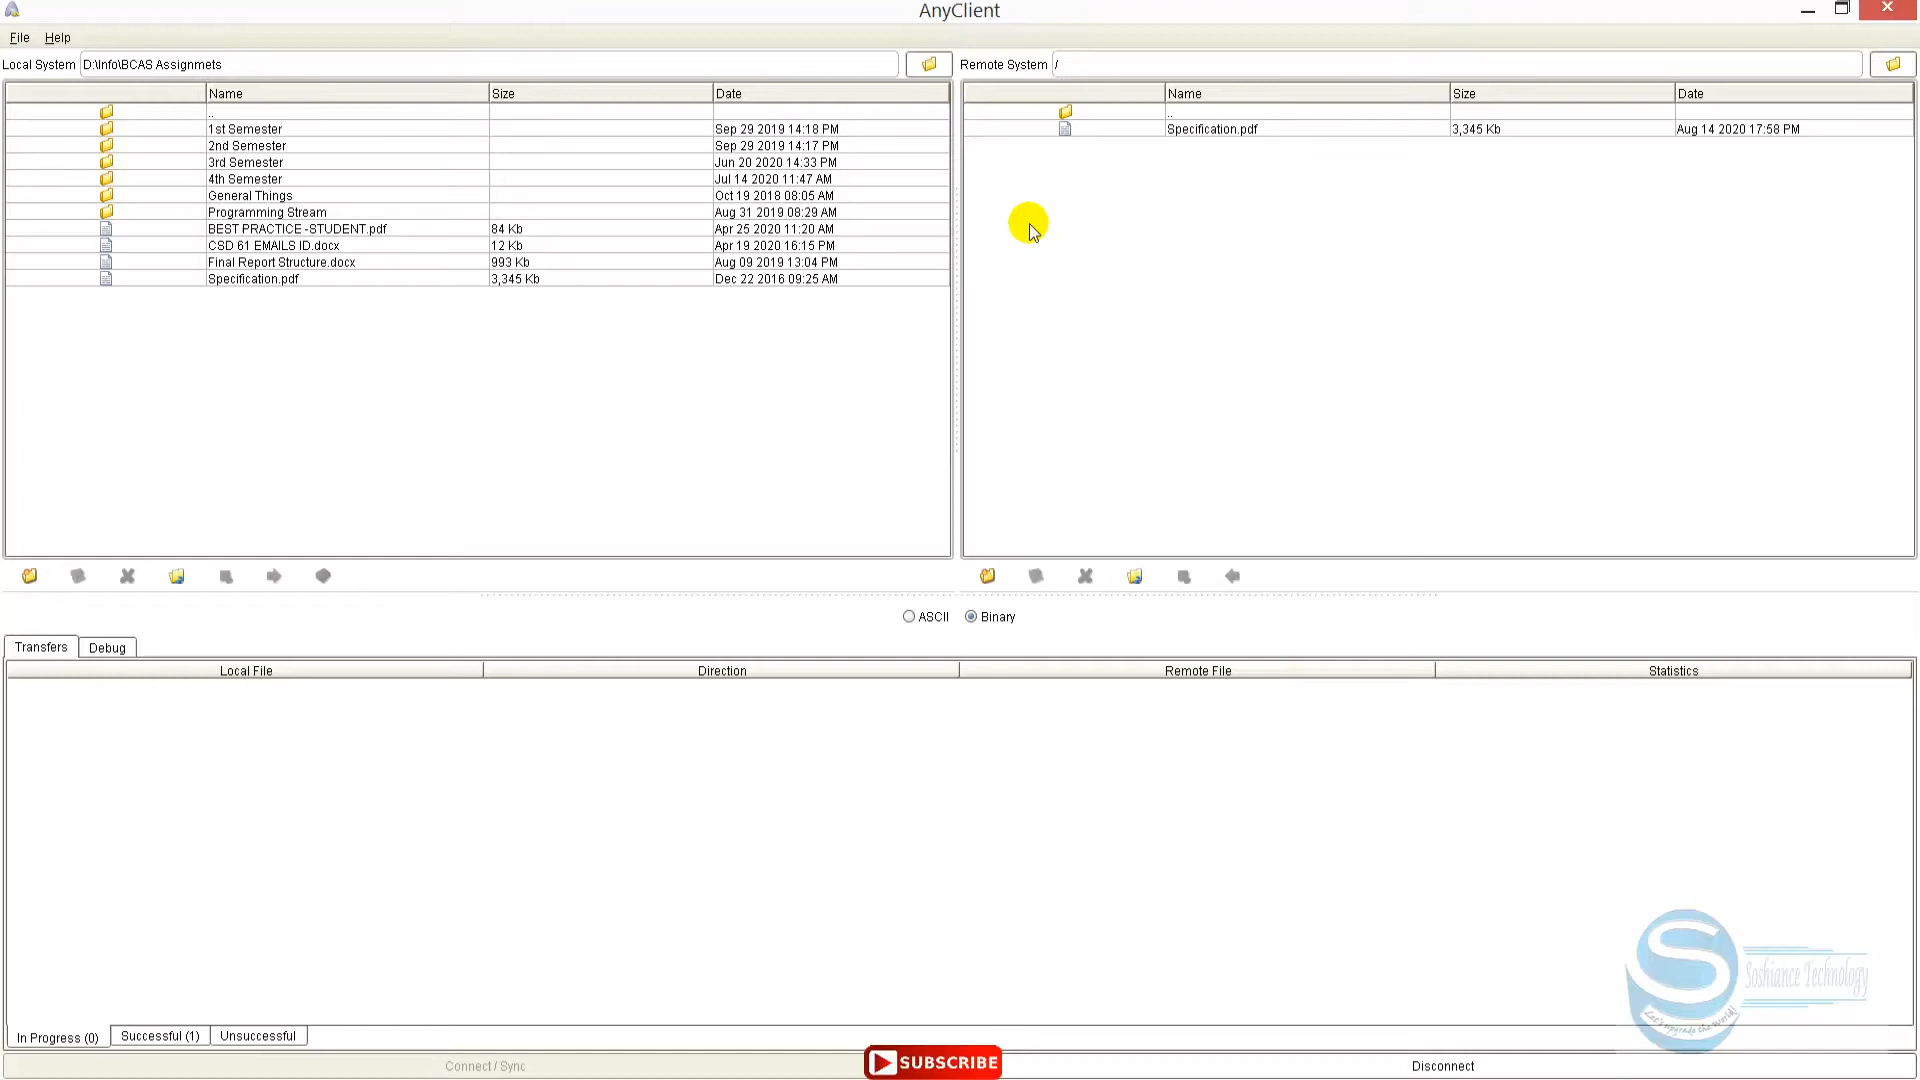 AnyClient
File Help
Local System D:\Info\BCAS Assignmets Remote System /
Name Size Date Name Size Date
.. ..
1st Semester Sep 29 2019 14:18 PM Specification.pdf 3,345 Kb Aug 14 2020 17:58 PM
2nd Semester Sep 29 2019 14:17 PM
3rd Semester Jun 20 2020 14:33 PM
4th Semester Jul 14 2020 11:47 AM
General Things Oct 19 2018 08:05 AM
Programming Stream Aug 31 2019 08:29 AM
BEST PRACTICE -STUDENT.pdf 84 Kb Apr 25 2020 11:20 AM
CSD 61 EMAILS ID.docx 12 Kb Apr 19 2020 16:15 PM
Final Report Structure.docx 993 Kb Aug 09 2019 13:04 PM
Specification.pdf 3,345 Kb Dec 22 2016 09:25 AM
ASCII Binary
Transfers Debug
Local File Direction Remote File Statistics
S Soshiance Technology
Let's upgrade the world!
In Progress (0) Successful (1) Unsuccessful
Connect / Sync SUBSCRIBE Disconnect